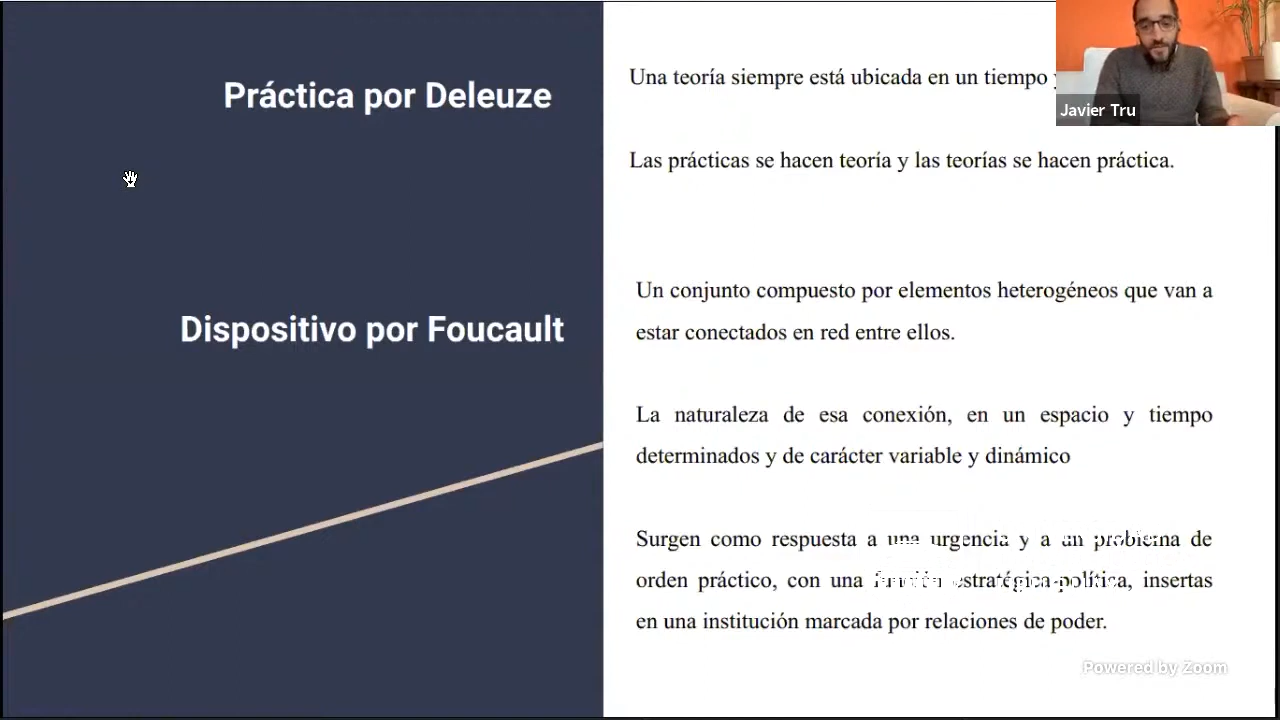 Práctica por Deleuze
Una teoría siempre está ubicada en un tiempo
Javier Tru
Las prácticas se hacen teoría y las teorías se hacen práctica.
Dispositivo por Foucault
Un conjunto compuesto por elementos heterogéneos que van a
estar conectados en red entre ellos.
La naturaleza de esa conexión, en un espacio y tiempo
determinados y de carácter variable y dinámico
Surgen como respuesta a una urgencia y a un problema de
orden práctico, con una función estratégica política, insertas
en una institución marcada por relaciones de poder.
Powered by Zoom